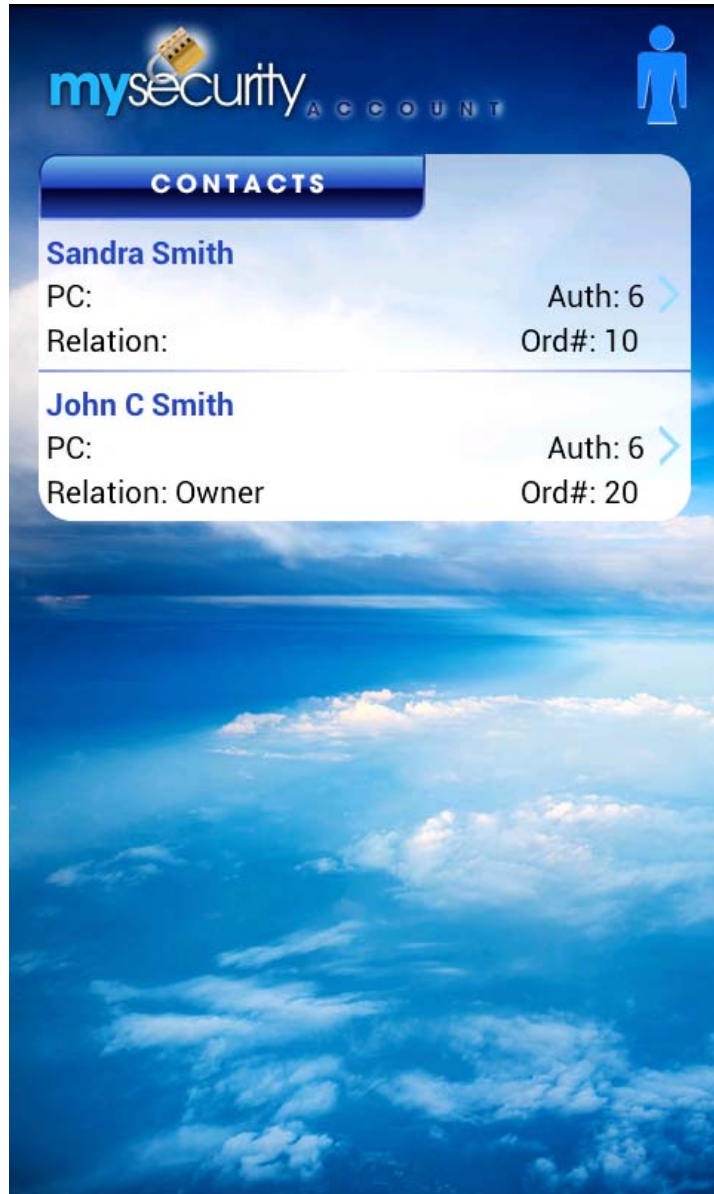 mysecurity ACCOUNT
CONTACTS
Sandra Smith
PC: Auth: 6
Relation: Ord#: 10
John C Smith
PC: Auth: 6
Relation: Owner Ord#: 20